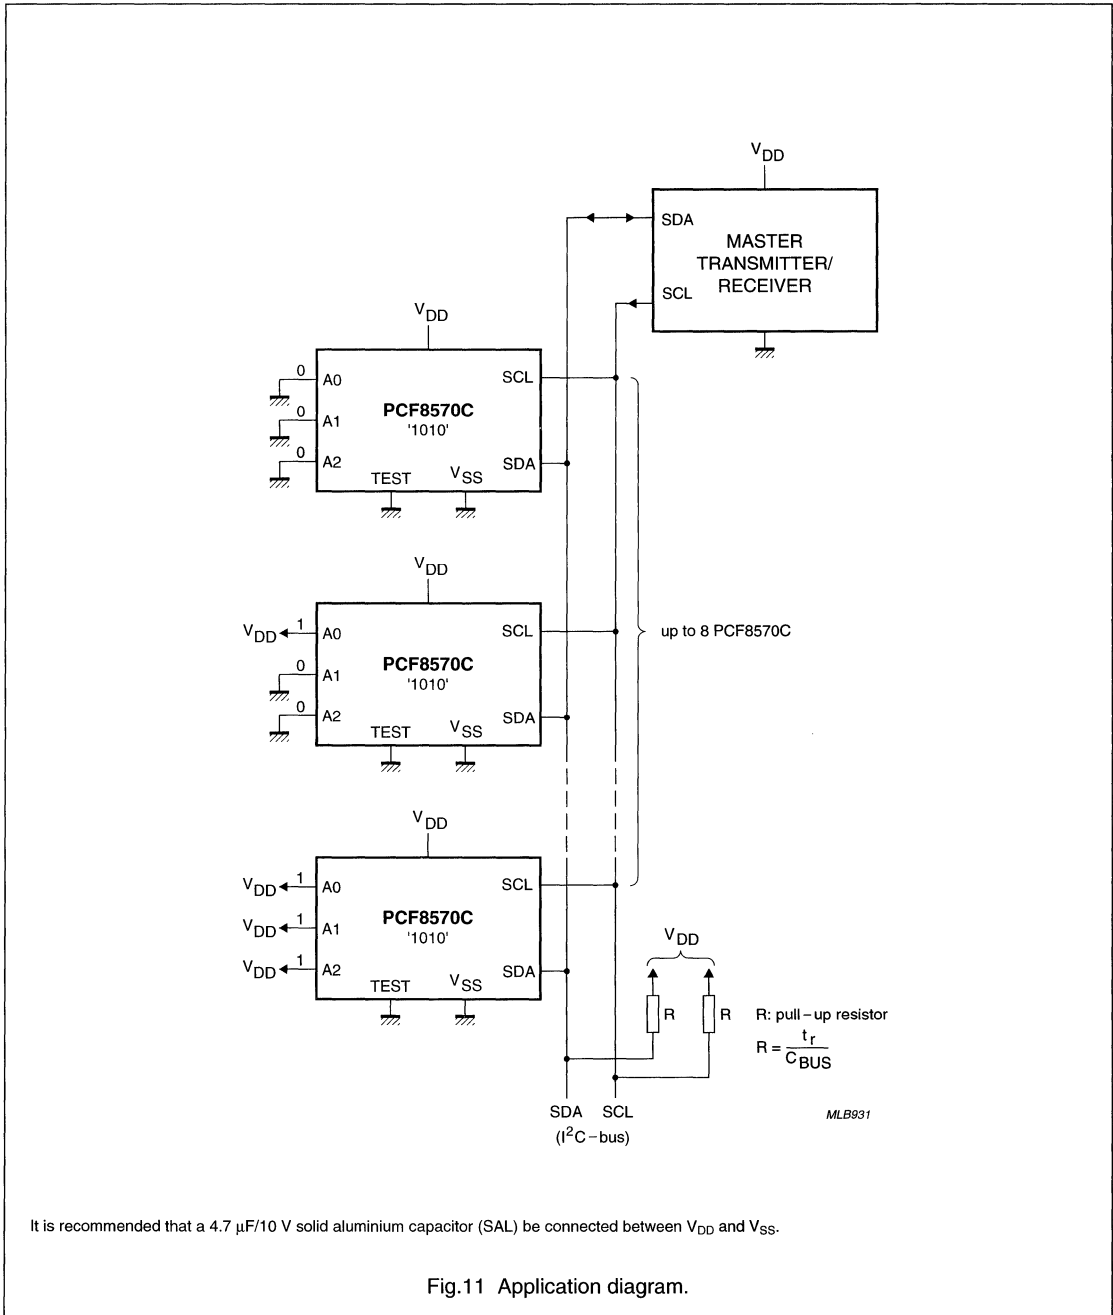 VDD
SDA
MASTER
TRANSMITTER/
RECEIVER
SCL
VDD
0 A0
SCL
PCF8570C
'1010'
0 A1
0 A2
SDA
TEST VSS
VDD
VDD 1 A0
SCL
PCF8570C
'1010'
0 A1
0 A2
SDA
TEST VSS
up to 8 PCF8570C
VDD
VDD 1 A0
SCL
PCF8570C
'1010'
VDD 1 A1
VDD 1 A2
SDA
TEST VSS
VDD
R R
R: pull-up resistor
R = tr / CBUS
SDA SCL
(I²C-bus)
MLB931
It is recommended that a 4.7 µF/10 V solid aluminium capacitor (SAL) be connected between VDD and VSS.
Fig.11 Application diagram.